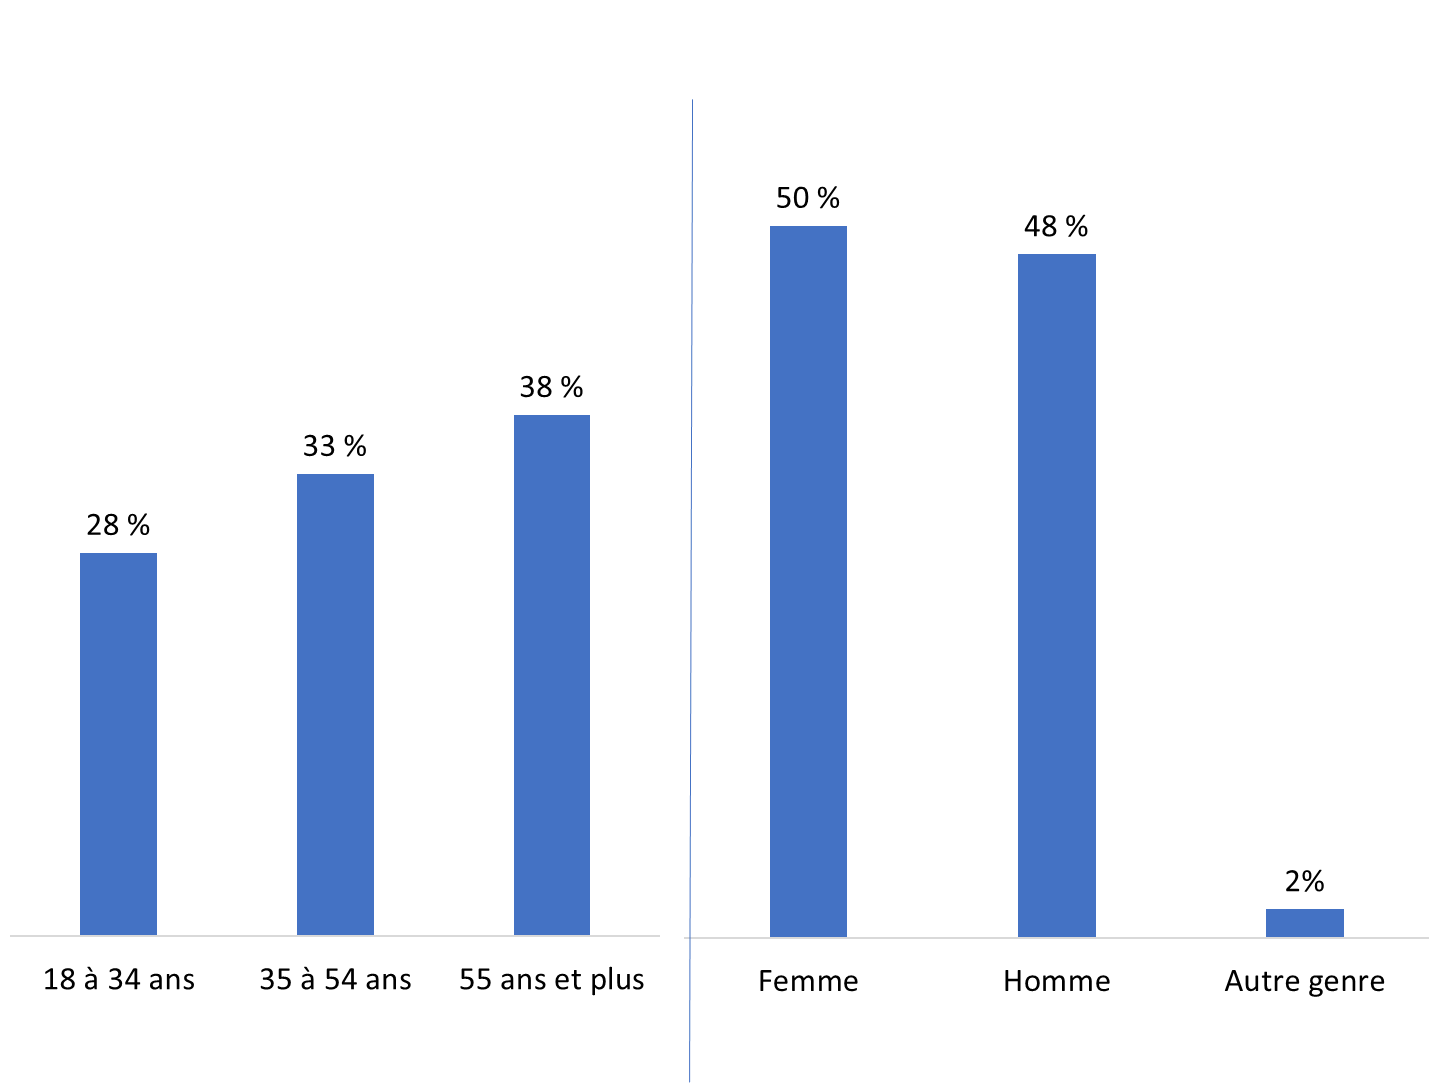 28 %
33 %
38 %
18 à 34 ans
35 à 54 ans
55 ans et plus
50 %
48 %
2%
Femme
Homme
Autre genre